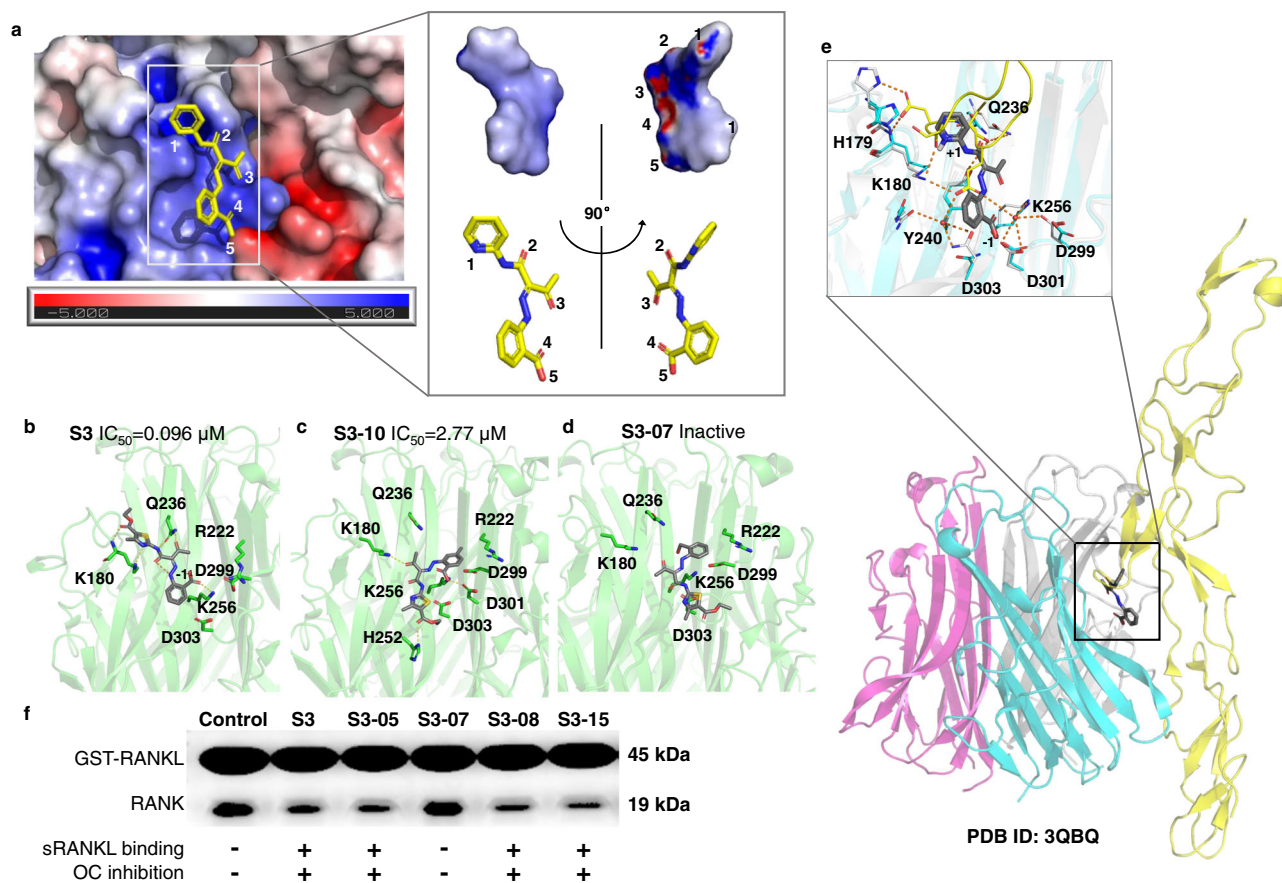 a
1
2
3
4
5
-5.000 5.000
1
3
4
5
1
90°
2
1
3
4
5
2
3
4
5
e
Q236
H179
+1
K180
K256
Y240
-1
D299
D303
D301
b S3 IC50=0.096 μM
Q236
R222
K180
-1
D299
K256
D303
c S3-10 IC50=2.77 μM
Q236
K180
R222
D299
K256
D301
D303
H252
d S3-07 Inactive
Q236
R222
K180
K256
D299
D303
PDB ID: 3QBQ
f
Control S3 S3-05 S3-07 S3-08 S3-15
GST-RANKL 45 kDa
RANK 19 kDa
sRANKL binding - + + - + +
OC inhibition - + + - + +